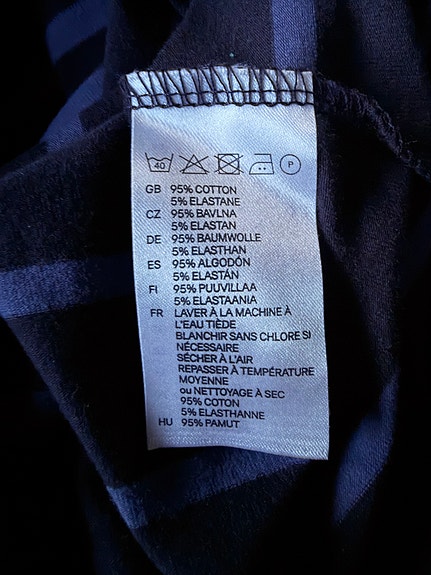 40 P
GB 95% COTTON
5% ELASTANE
CZ 95% BAVLNA
5% ELASTAN
DE 95% BAUMWOLLE
5% ELASTHAN
ES 95% ALGODÓN
5% ELASTÁN
FI 95% PUUVILLAA
5% ELASTAANIA
FR LAVER À LA MACHINE À
L'EAU TIÈDE
BLANCHIR SANS CHLORE SI
NÉCESSAIRE
SÉCHER À L'AIR
REPASSER À TEMPÉRATURE
MOYENNE
ou NETTOYAGE À SEC
95% COTON
5% ELASTHANNE
HU 95% PAMUT